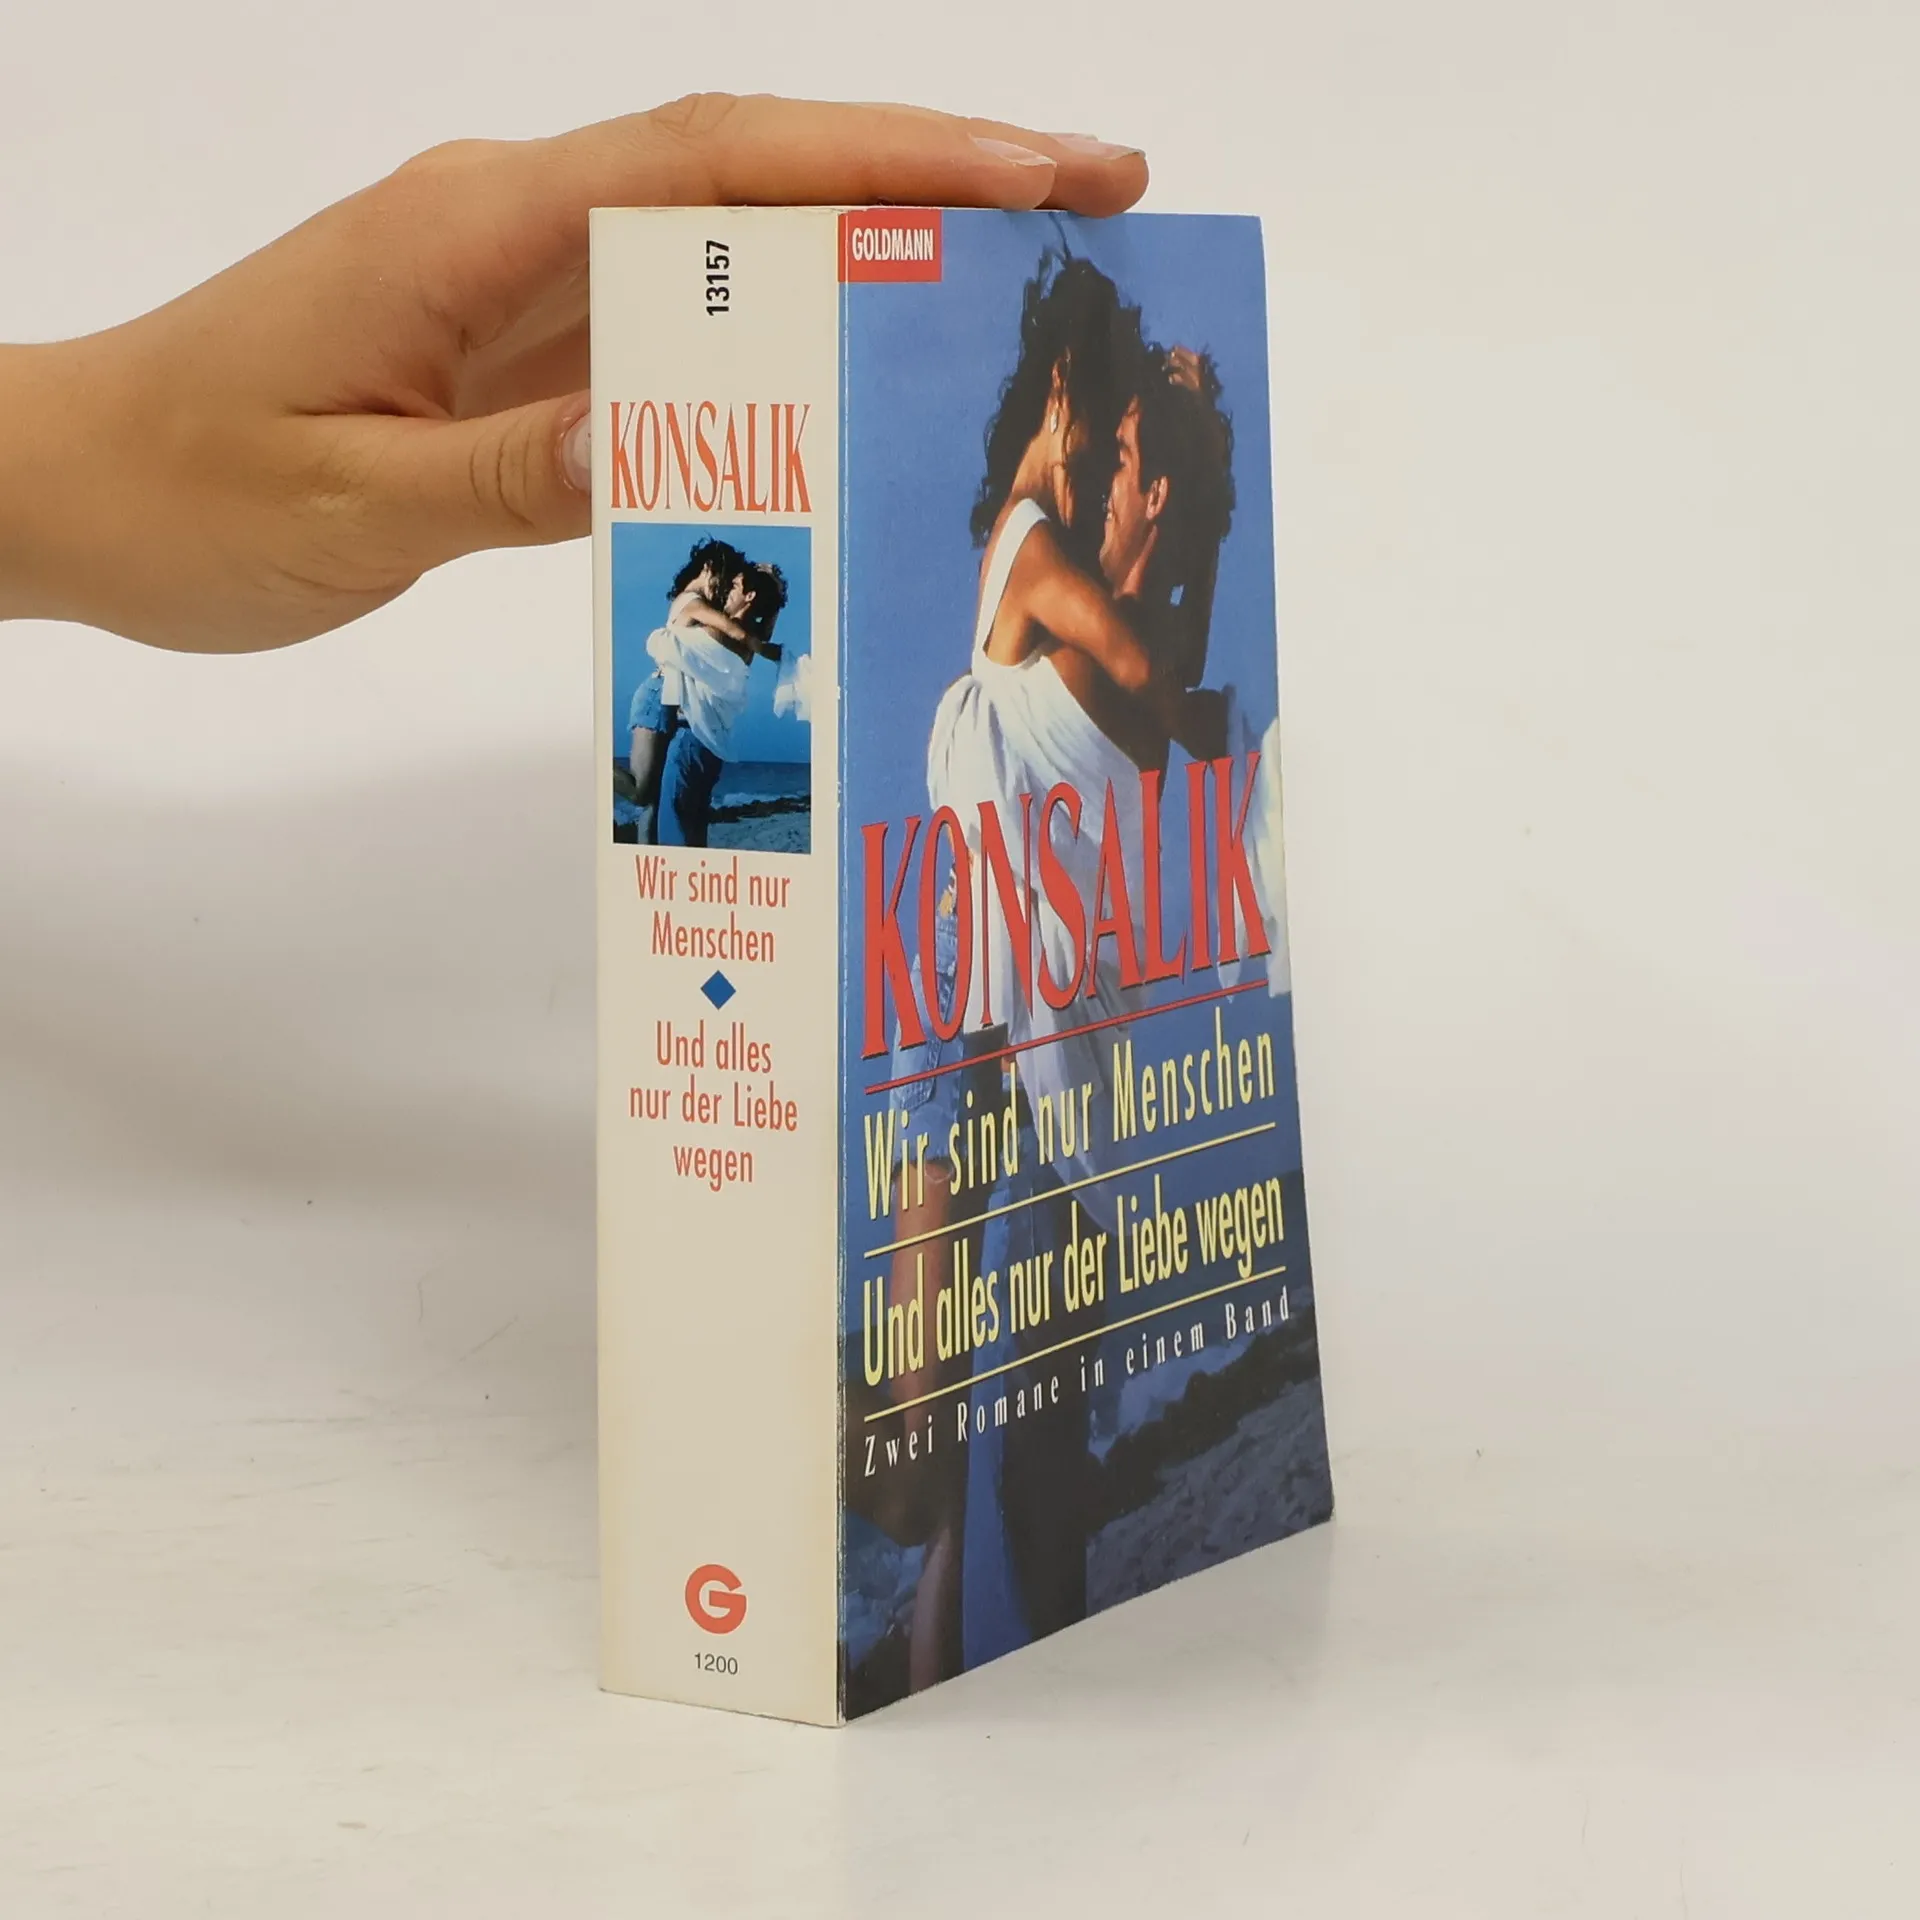 13157
KONSALIK
Wir sind nur
Menschen
Und alles
nur der Liebe
wegen
G
1200
GOLDMANN
KONSALIK
Wir sind nur Menschen
Und alles nur der Liebe wegen
Zwei Romane in einem Band